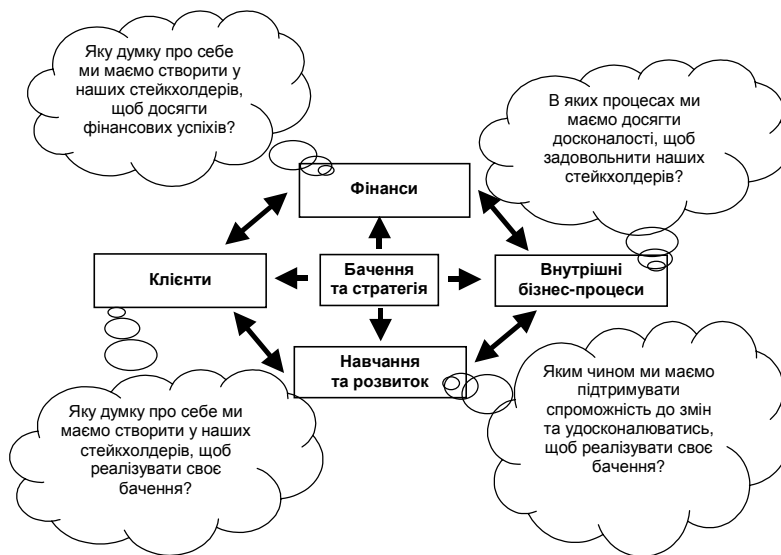 Яку думку про себе
ми маємо створити у
наших стейкхолдерів,
щоб досягти
фінансових успіхів?
В яких процесах ми
маємо досягти
досконалості, щоб
задовольнити наших
стейкхолдерів?
Фінанси
Клієнти
Бачення
та стратегія
Внутрішні
бізнес-процеси
Навчання
та розвиток
Яку думку про себе ми
маємо створити у наших
стейкхолдерів, щоб
реалізувати своє
бачення?
Яким чином ми маємо
підтримувати
спроможність до змін
та удосконалюватись,
щоб реалізувати своє
бачення?